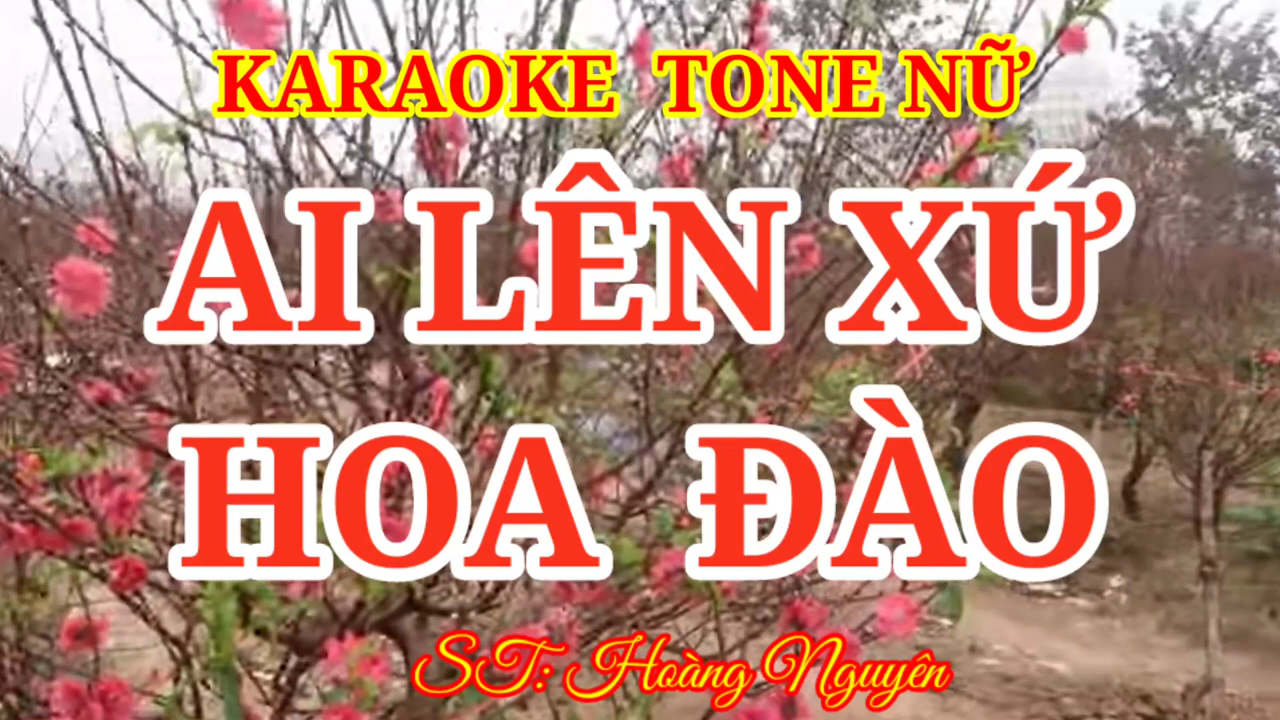 KARAOKE TONE NỮ
AI LÊN XỨ
HOA ĐÀO
ST: Hoàng Nguyên